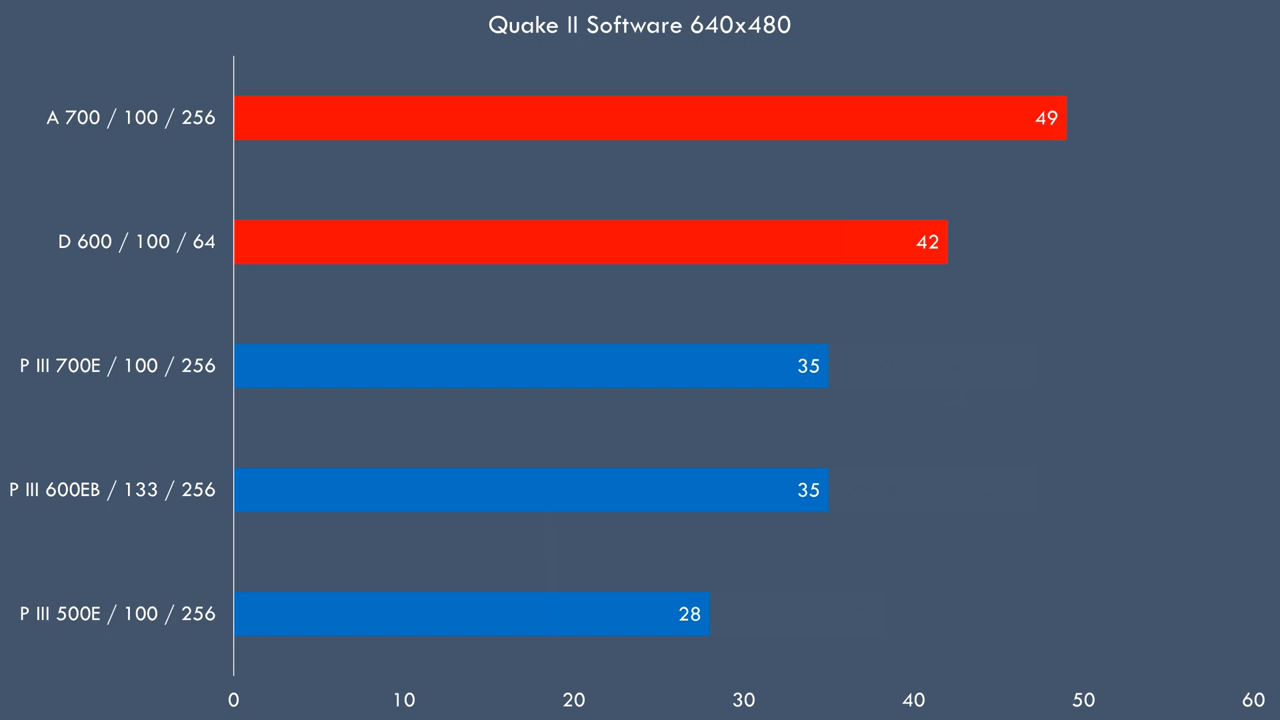 Quake II Software 640x480
A 700 / 100 / 256
49
D 600 / 100 / 64
42
P III 700E / 100 / 256
35
P III 600EB / 133 / 256
35
P III 500E / 100 / 256
28
0 10 20 30 40 50 60